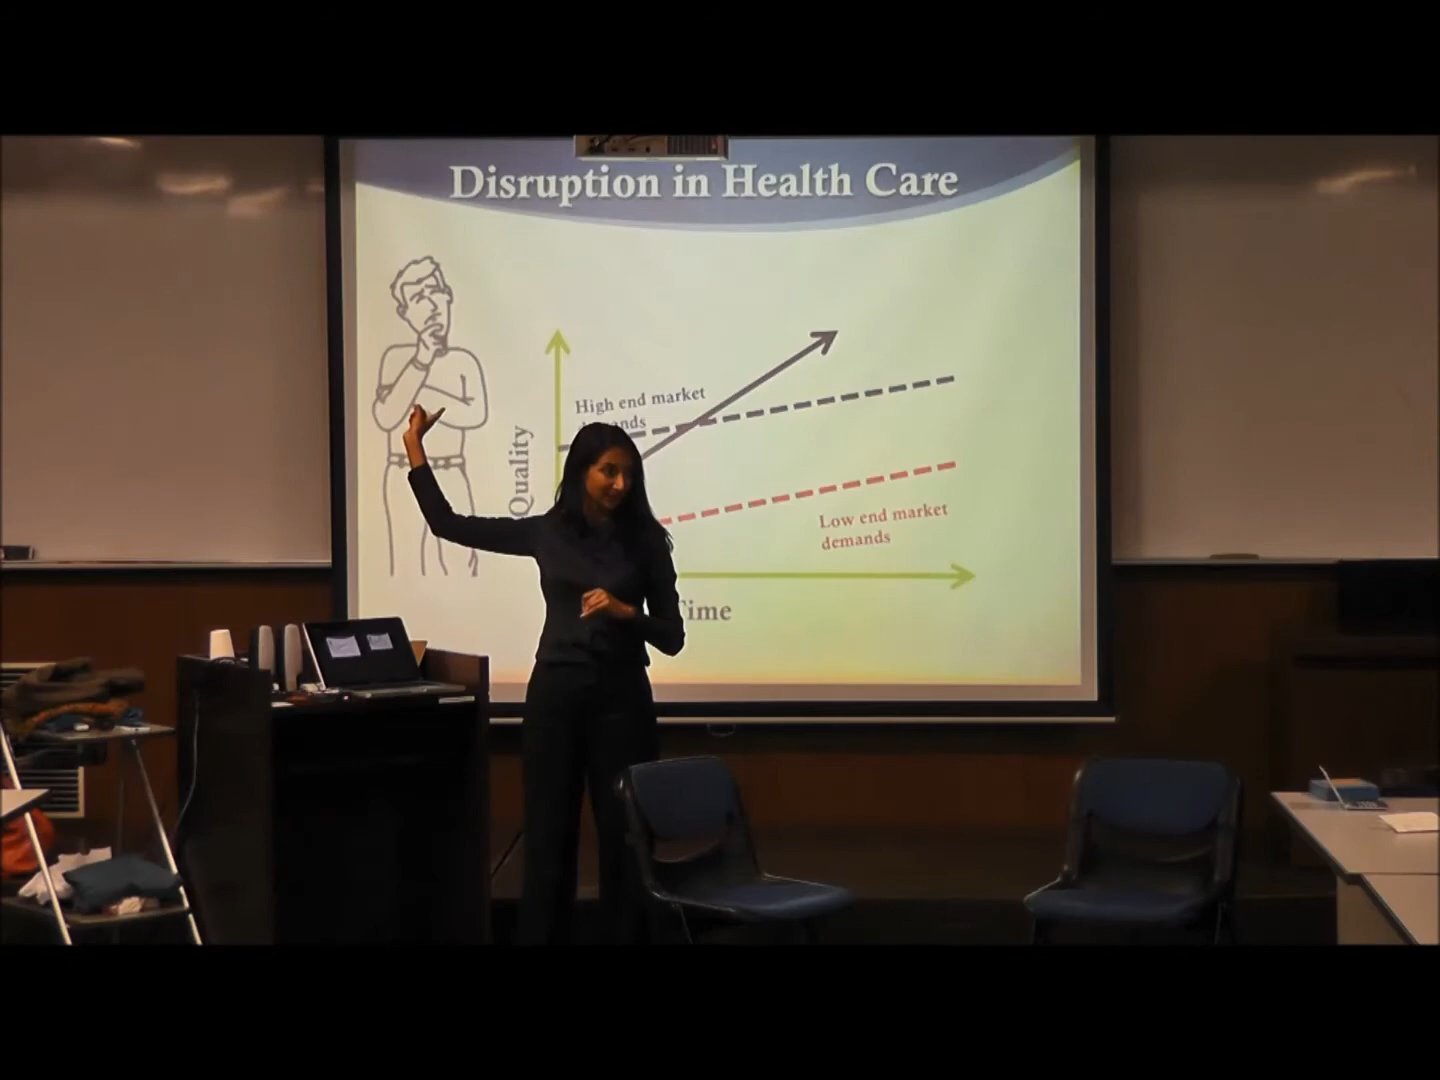 Disruption in Health Care
High end market
Quality
Low end market
demands